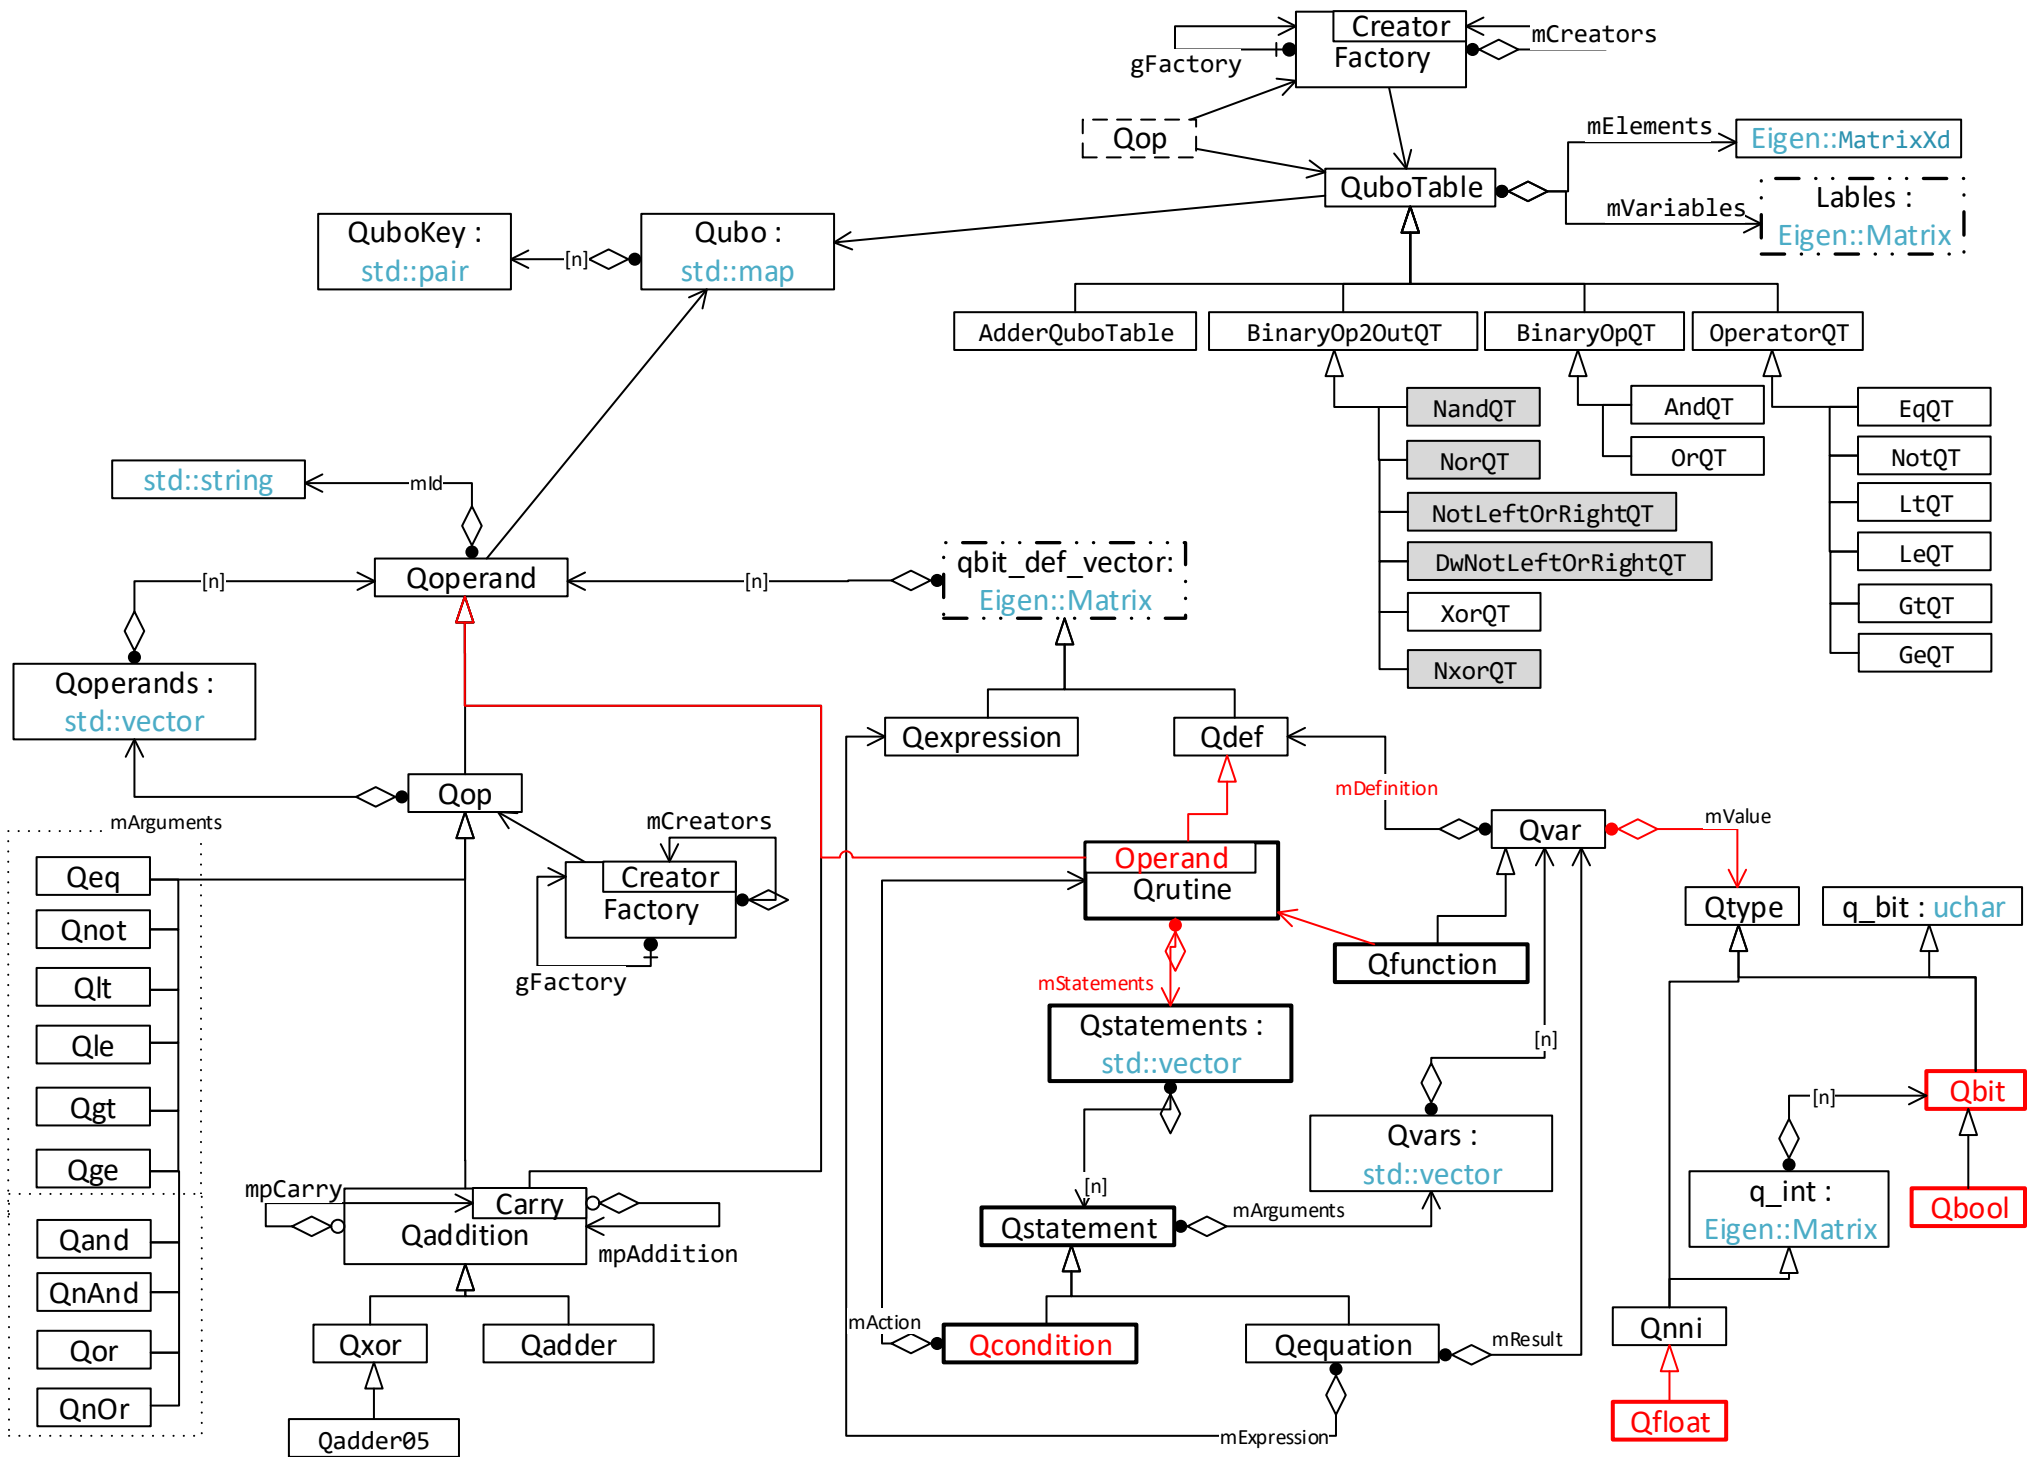 Creator
mCreators
Factory
gFactory
Qop
mElements
Eigen::MatrixXd
QuboTable
mVariables
Lables :
Eigen::Matrix
QuboKey :
std::pair
[n]
Qubo :
std::map
AdderQuboTable
BinaryOp2OutQT
BinaryOpQT
OperatorQT
NandQT
AndQT
EqQT
NorQT
OrQT
NotQT
std::string
mId
NotLeftOrRightQT
LtQT
DwNotLeftOrRightQT
LeQT
XorQT
GtQT
NxorQT
GeQT
Qoperand
[n]
[n]
qbit_def_vector:
Eigen::Matrix
Qoperands :
std::vector
Qexpression
Qdef
Qop
mArguments
mCreators
mDefinition
Qvar
mValue
Creator
Factory
gFactory
Operand
Qrutine
Qtype
q_bit : uchar
Qfunction
mStatements
Qstatements :
std::vector
[n]
Qeq
Qnot
Qlt
Qle
Qgt
Qge
Qand
QnAnd
Qor
QnOr
Qbit
[n]
Qvars :
std::vector
q_int :
Eigen::Matrix
Qbool
mpCarry
Carry
Qaddition
mpAddition
[n]
Qstatement
mArguments
Qxor
Qadder
Qadder05
mAction
Qcondition
Qequation
mResult
mExpression
Qnni
Qfloat